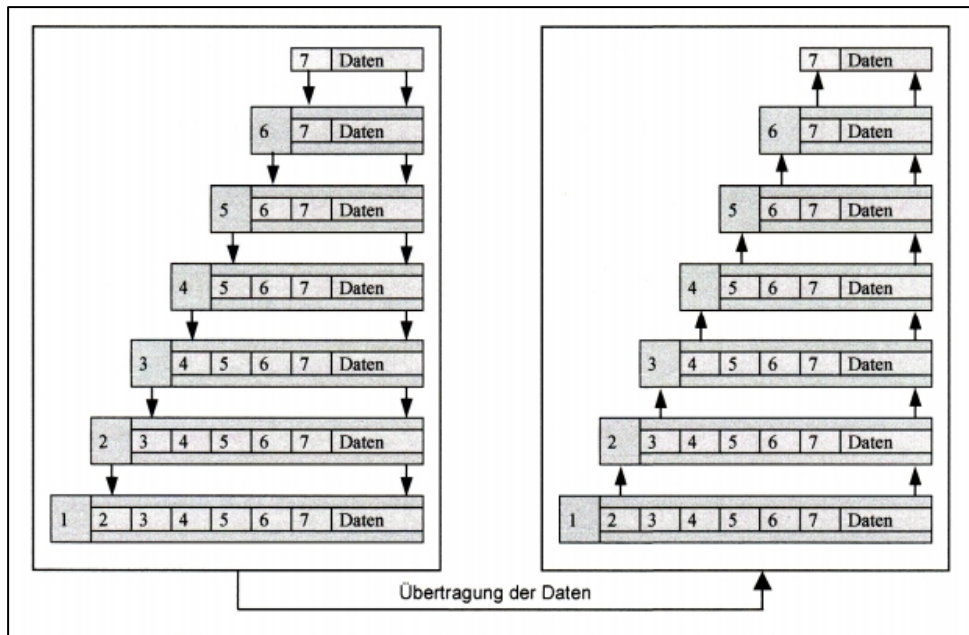 7 Daten
6 7 Daten
5 6 7 Daten
4 5 6 7 Daten
3 4 5 6 7 Daten
2 3 4 5 6 7 Daten
1 2 3 4 5 6 7 Daten
7 Daten
6 7 Daten
5 6 7 Daten
4 5 6 7 Daten
3 4 5 6 7 Daten
2 3 4 5 6 7 Daten
1 2 3 4 5 6 7 Daten
Übertragung der Daten